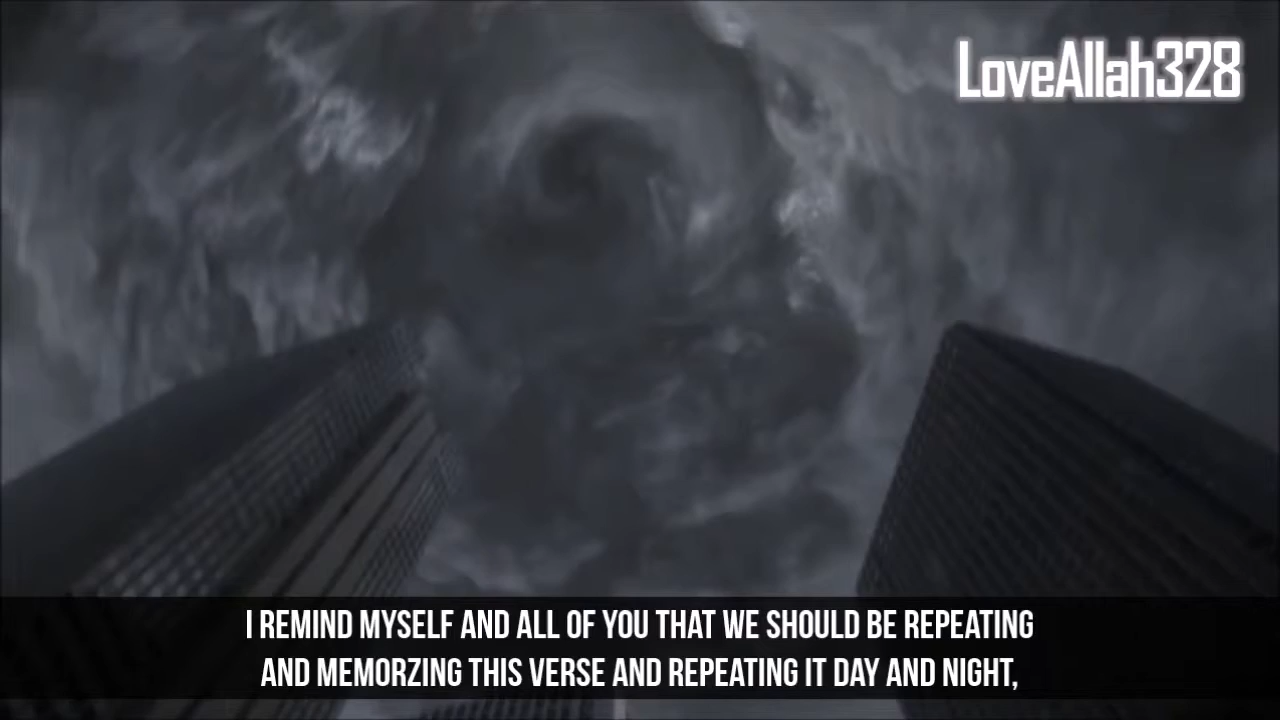 LoveAllah328
I REMIND MYSELF AND ALL OF YOU THAT WE SHOULD BE REPEATING
AND MEMORZING THIS VERSE AND REPEATING IT DAY AND NIGHT,